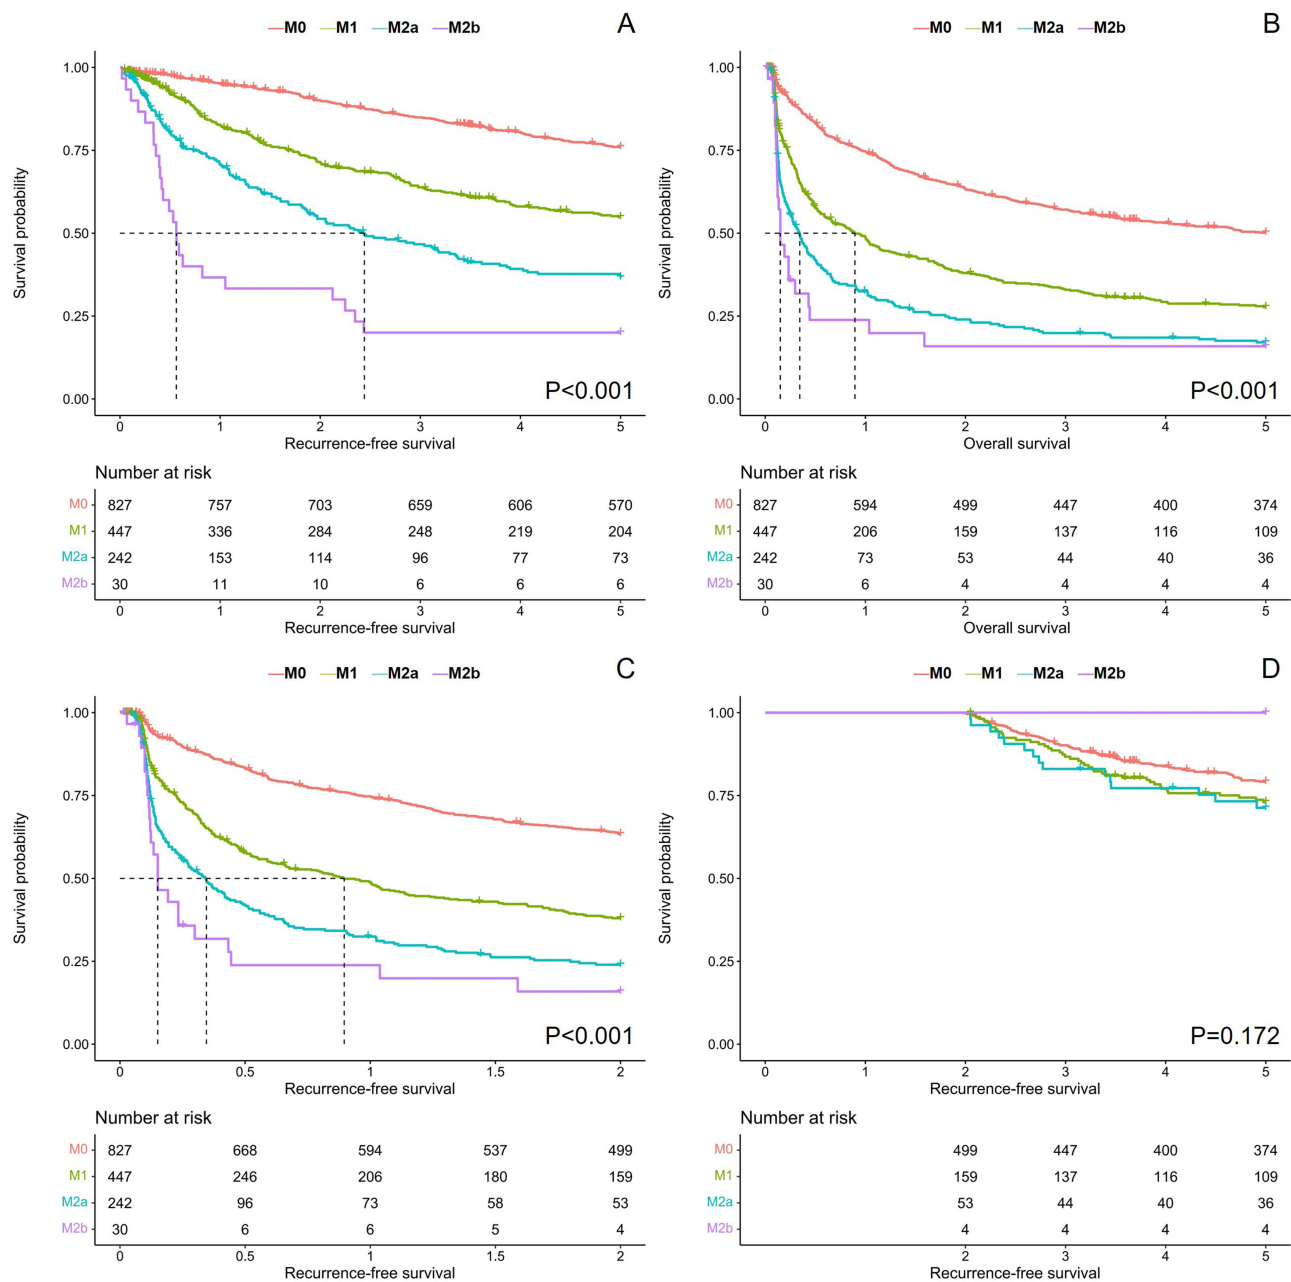 M0 M1 M2a M2b A
1.00
0.75
0.50
0.25
0.00
Survival probability
P<0.001
0 1 2 3 4 5
Recurrence-free survival
Number at risk
M0 827 757 703 659 606 570
M1 447 336 284 248 219 204
M2a 242 153 114 96 77 73
M2b 30 11 10 6 6 6
0 1 2 3 4 5
Recurrence-free survival
M0 M1 M2a M2b B
1.00
0.75
0.50
0.25
0.00
Survival probability
P<0.001
0 1 2 3 4 5
Overall survival
Number at risk
M0 827 594 499 447 400 374
M1 447 206 159 137 116 109
M2a 242 73 53 44 40 36
M2b 30 6 4 4 4 4
0 1 2 3 4 5
Overall survival
M0 M1 M2a M2b C
1.00
0.75
0.50
0.25
0.00
Survival probability
P<0.001
0 0.5 1 1.5 2
Recurrence-free survival
Number at risk
M0 827 668 594 537 499
M1 447 246 206 180 159
M2a 242 96 73 58 53
M2b 30 6 6 5 4
0 0.5 1 1.5 2
Recurrence-free survival
M0 M1 M2a M2b D
1.00
0.75
0.50
0.25
0.00
Survival probability
P=0.172
0 1 2 3 4 5
Recurrence-free survival
Number at risk
M0 499 447 400 374
M1 159 137 116 109
M2a 53 44 40 36
M2b 4 4 4 4
2 3 4 5
Recurrence-free survival